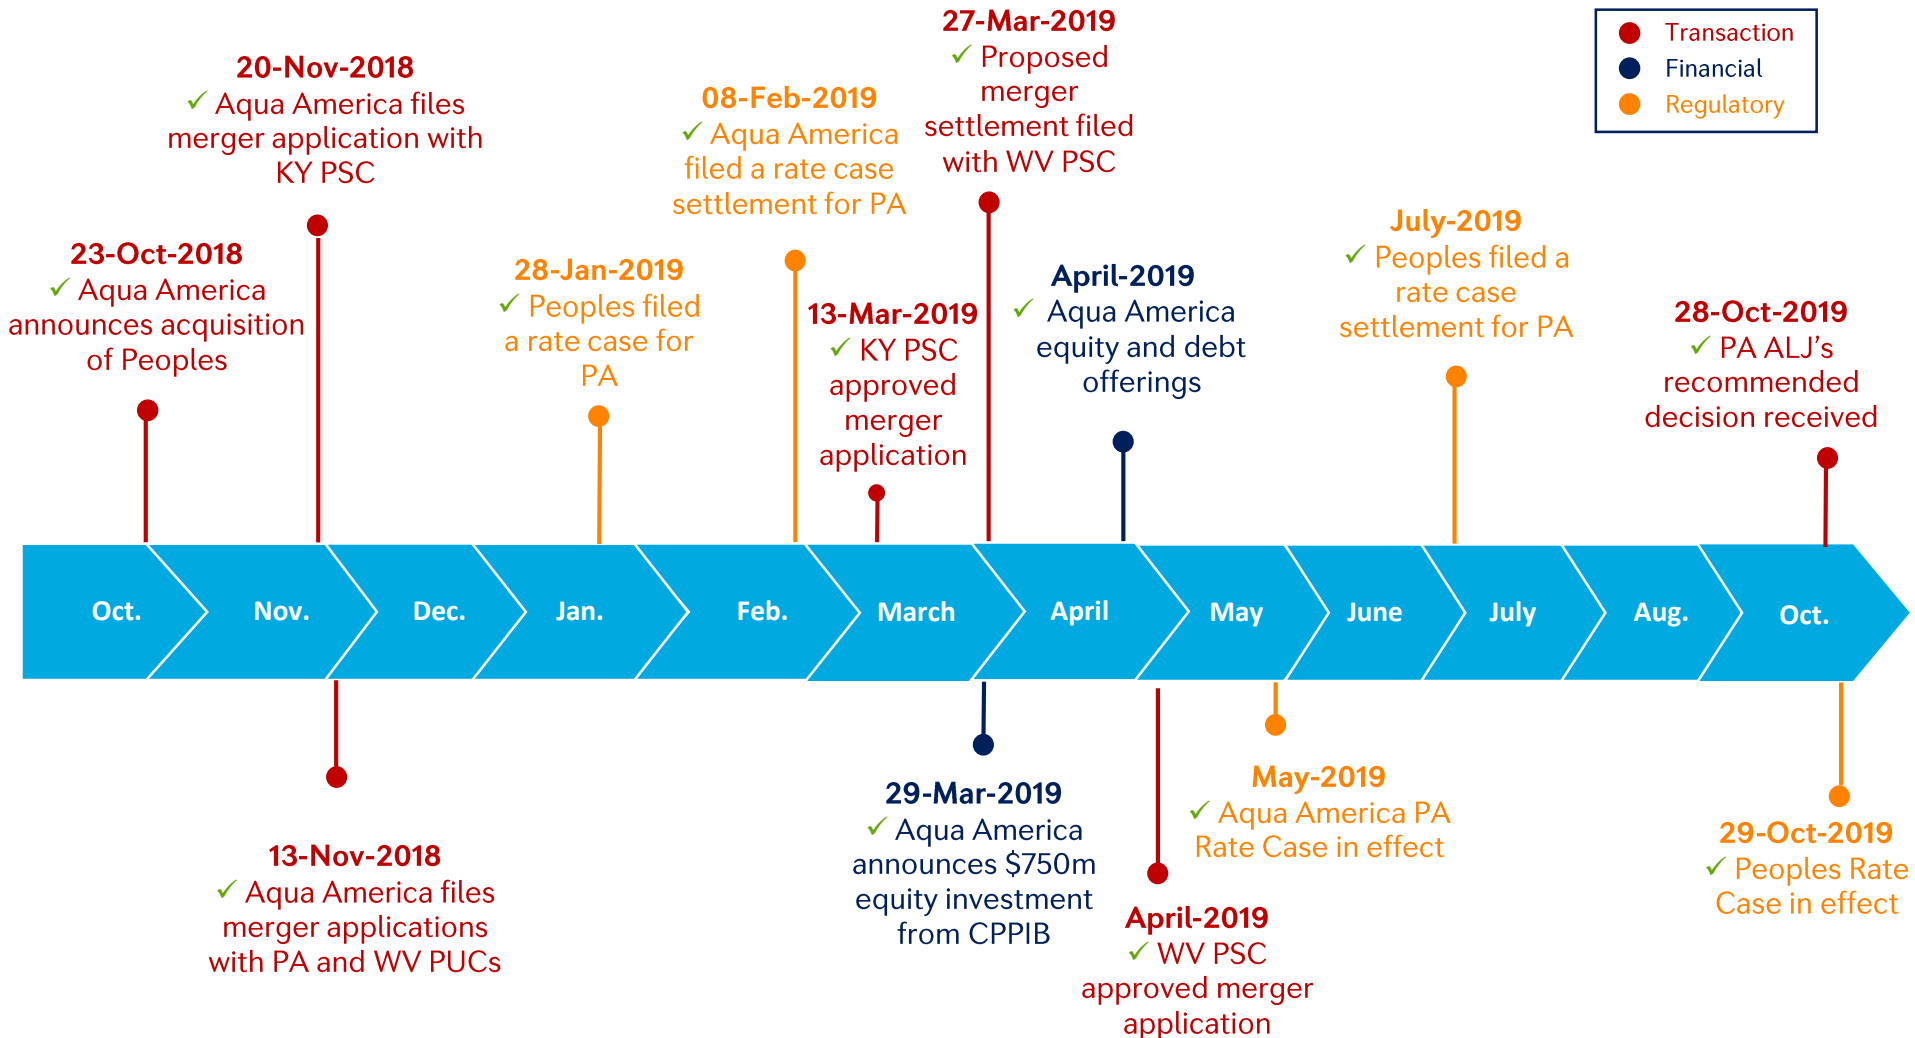 27-Mar-2019
✓ Proposed
merger
settlement filed
with WV PSC
Transaction
Financial
Regulatory
20-Nov-2018
✓ Aqua America files
merger application with
KY PSC
08-Feb-2019
✓ Aqua America
filed a rate case
settlement for PA
23-Oct-2018
✓ Aqua America
announces acquisition
of Peoples
28-Jan-2019
✓ Peoples filed
a rate case for
PA
13-Mar-2019
✓ KY PSC
approved
merger
application
April-2019
✓ Aqua America
equity and debt
offerings
July-2019
✓ Peoples filed a
rate case
settlement for PA
28-Oct-2019
✓ PA ALJ’s
recommended
decision received
Oct.
Nov.
Dec.
Jan.
Feb.
March
April
May
June
July
Aug.
Oct.
13-Nov-2018
✓ Aqua America files
merger applications
with PA and WV PUCs
29-Mar-2019
✓ Aqua America
announces $750m
equity investment
from CPPIB
April-2019
✓ WV PSC
approved merger
application
May-2019
✓ Aqua America PA
Rate Case in effect
29-Oct-2019
✓ Peoples Rate
Case in effect